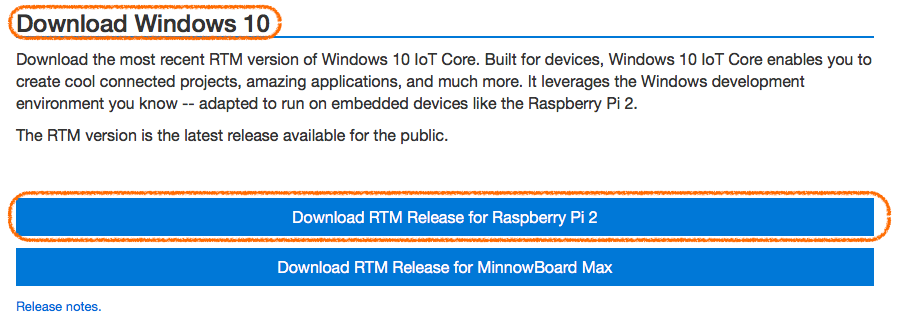 Download Windows 10
Download the most recent RTM version of Windows 10 IoT Core. Built for devices, Windows 10 IoT Core enables you to
create cool connected projects, amazing applications, and much more. It leverages the Windows development
environment you know -- adapted to run on embedded devices like the Raspberry Pi 2.
The RTM version is the latest release available for the public.
Download RTM Release for Raspberry Pi 2
Download RTM Release for MinnowBoard Max
Release notes.